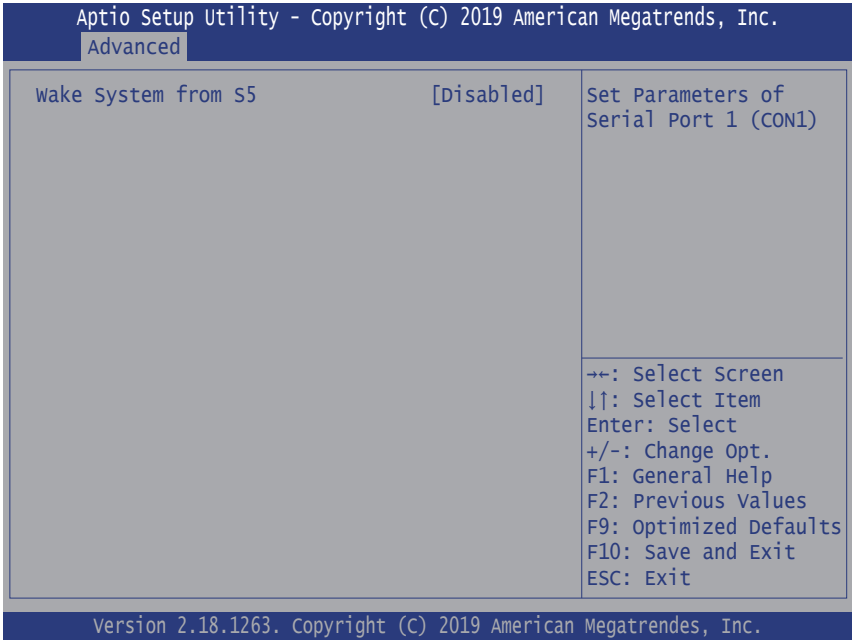 Aptio Setup Utility - Copyright (C) 2019 American Megatrends, Inc.
Advanced
Wake System from S5 [Disabled]
Set Parameters of
Serial Port 1 (CON1)
→←: Select Screen
↓↑: Select Item
Enter: Select
+/-: Change Opt.
F1: General Help
F2: Previous Values
F9: Optimized Defaults
F10: Save and Exit
ESC: Exit
Version 2.18.1263. Copyright (C) 2019 American Megatrendes, Inc.